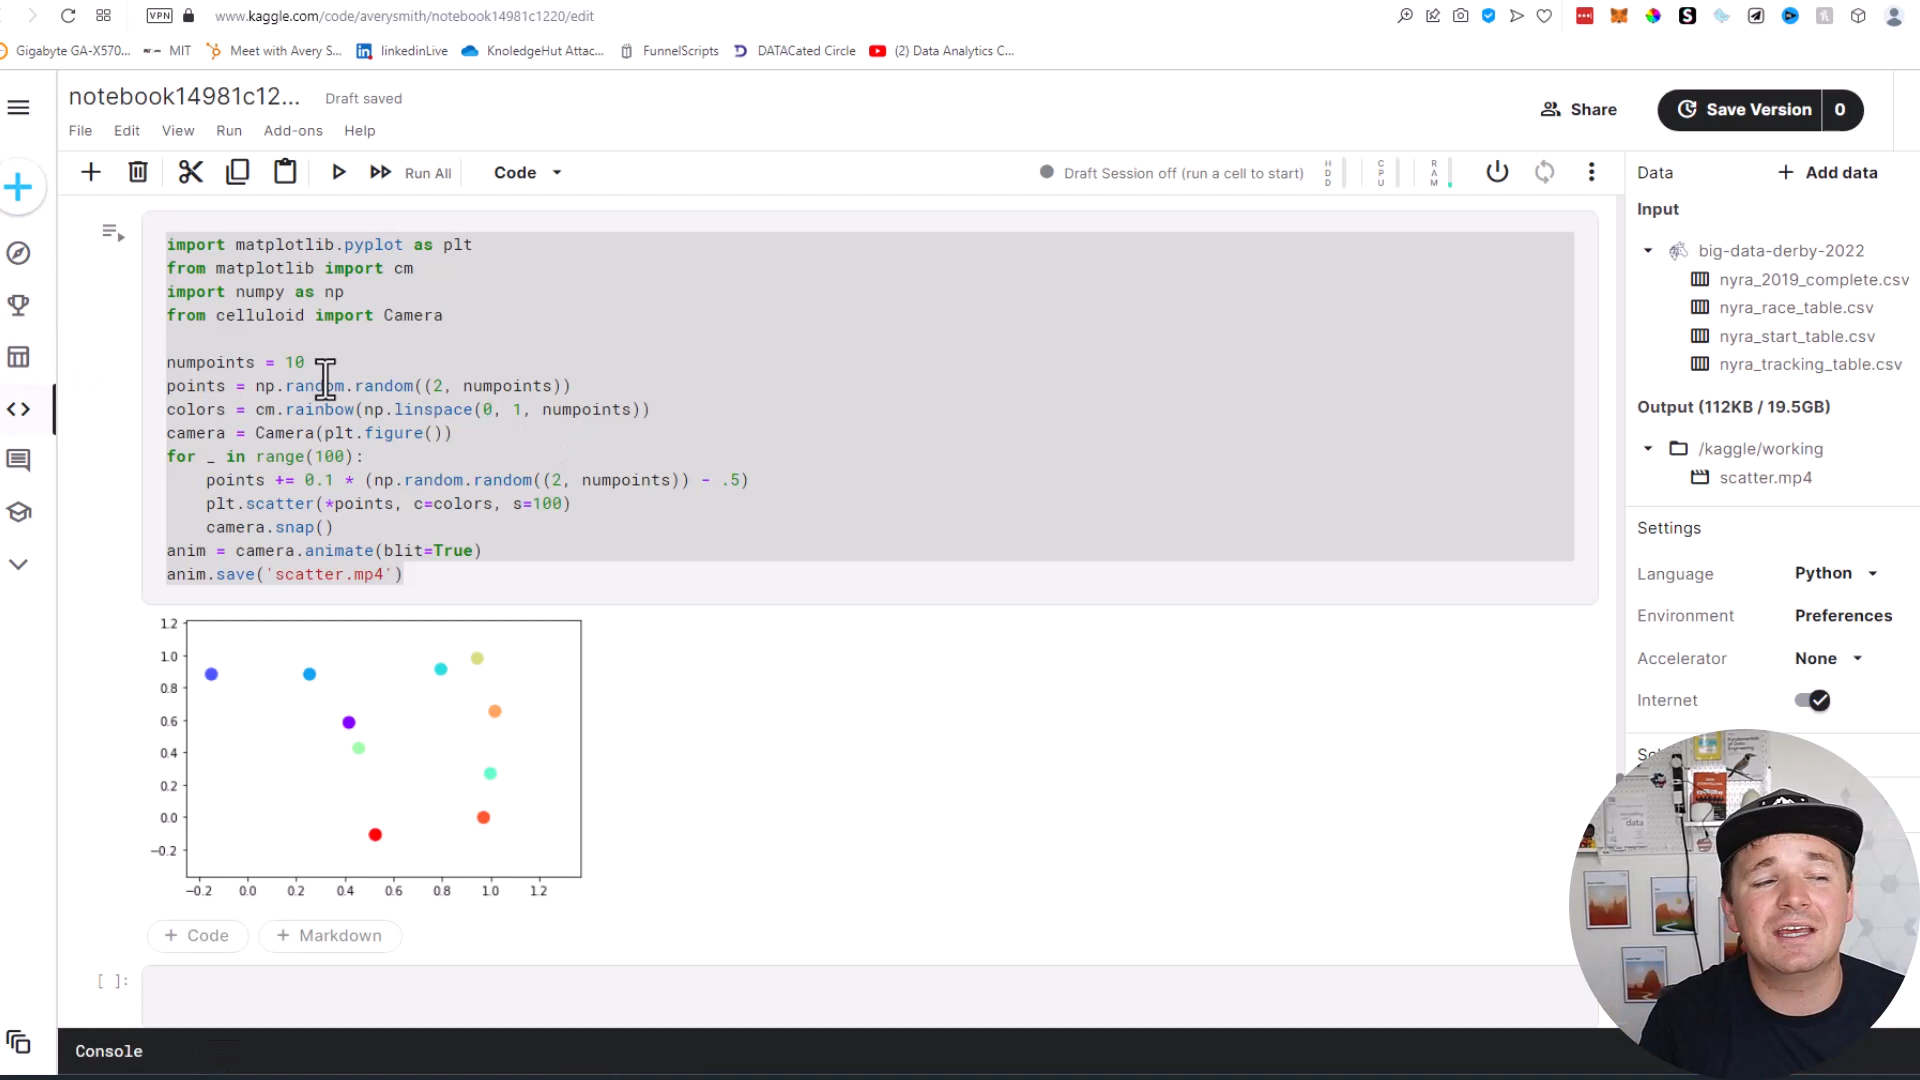 VPN www.kaggle.com/code/averysmith/notebook14981c1220/edit
Gigabyte GA-X570... MIT Meet with Avery S... linkedinLive KnoledgeHut Attac... FunnelScripts DATACated Circle (2) Data Analytics C...
notebook14981c12... Draft saved
Share Save Version 0
File Edit View Run Add-ons Help
Run All Code Draft Session off (run a cell to start) HDD CPU RAM
import matplotlib.pyplot as plt
from matplotlib import cm
import numpy as np
from celluloid import Camera
numpoints = 10
points = np.random.random((2, numpoints))
colors = cm.rainbow(np.linspace(0, 1, numpoints))
camera = Camera(plt.figure())
for _ in range(100):
points += 0.1 * (np.random.random((2, numpoints)) - .5)
plt.scatter(*points, c=colors, s=100)
camera.snap()
anim = camera.animate(blit=True)
anim.save('scatter.mp4')
1.2
1.0
0.8
0.6
0.4
0.2
0.0
−0.2
−0.2 0.0 0.2 0.4 0.6 0.8 1.0 1.2
+ Code + Markdown
[ ]:
Console
Data + Add data
Input
big-data-derby-2022
nyra_2019_complete.csv
nyra_race_table.csv
nyra_start_table.csv
nyra_tracking_table.csv
Output (112KB / 19.5GB)
/kaggle/working
scatter.mp4
Settings
Language Python
Environment Preferences
Accelerator None
Internet